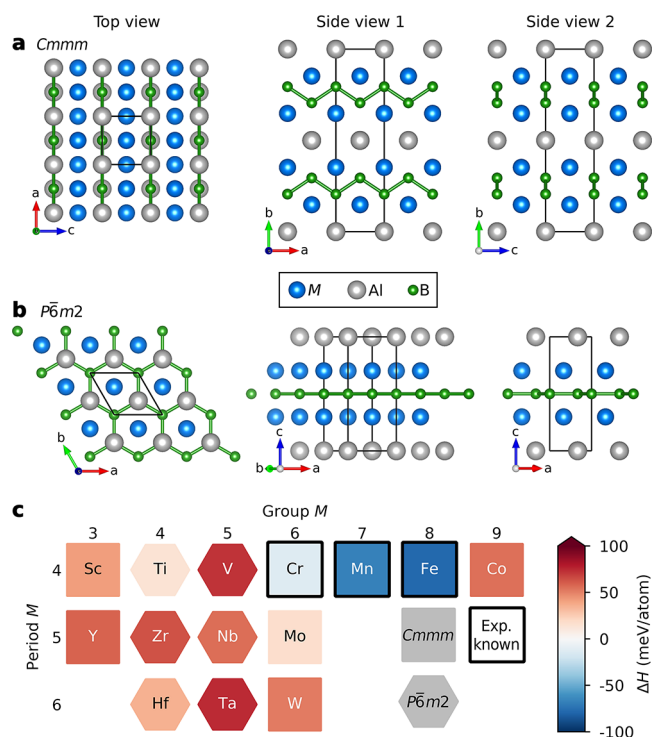 Top view Side view 1 Side view 2
a Cmmm
a
c
b
a
b
c
M Al B
b P6̅m2
b
a
c
b
a
c
a
c
Group M
3 4 5 6 7 8 9
Period M
4 Sc Ti V Cr Mn Fe Co
5 Y Zr Nb Mo Cmmm Exp. known
6 Hf Ta W P6̅m2
100
50
0
-50
-100
ΔH (meV/atom)